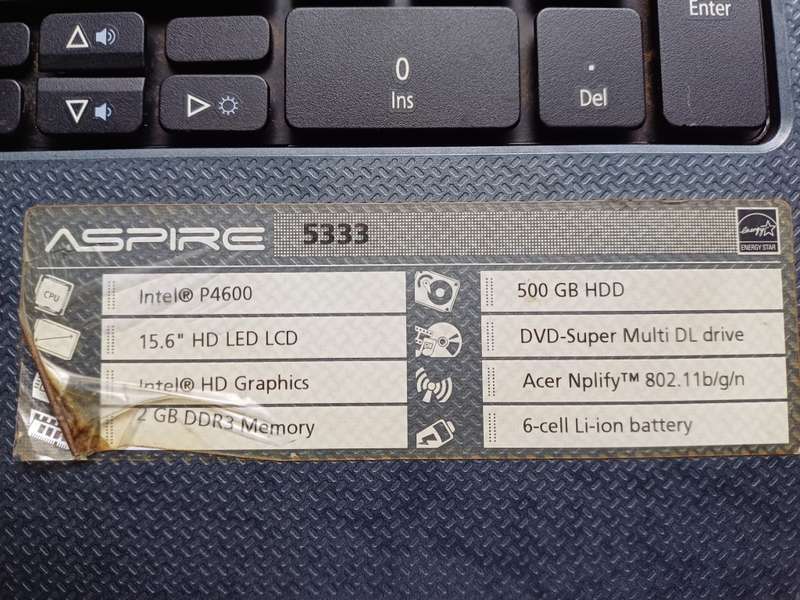 Enter
0
Ins
.
Del
ASPIRE 5333
Energy
ENERGY STAR
CPU
Intel® P4600
15.6" HD LED LCD
Intel® HD Graphics
2 GB DDR3 Memory
500 GB HDD
DVD-Super Multi DL drive
Acer Nplify™ 802.11b/g/n
6-cell Li-ion battery